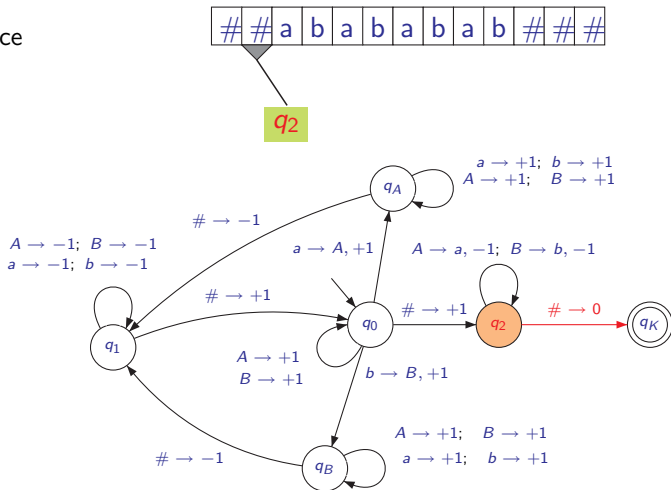 ce
# # a b a b a b a b # # #
q2
a → +1; b → +1
A → +1; B → +1
qA
# → −1
A → −1; B → −1
a → −1; b → −1
a → A, +1
A → a, −1; B → b, −1
# → +1
# → +1
# → 0
q1
q0
q2
qK
A → +1
B → +1
b → B, +1
A → +1; B → +1
a → +1; b → +1
# → −1
qB